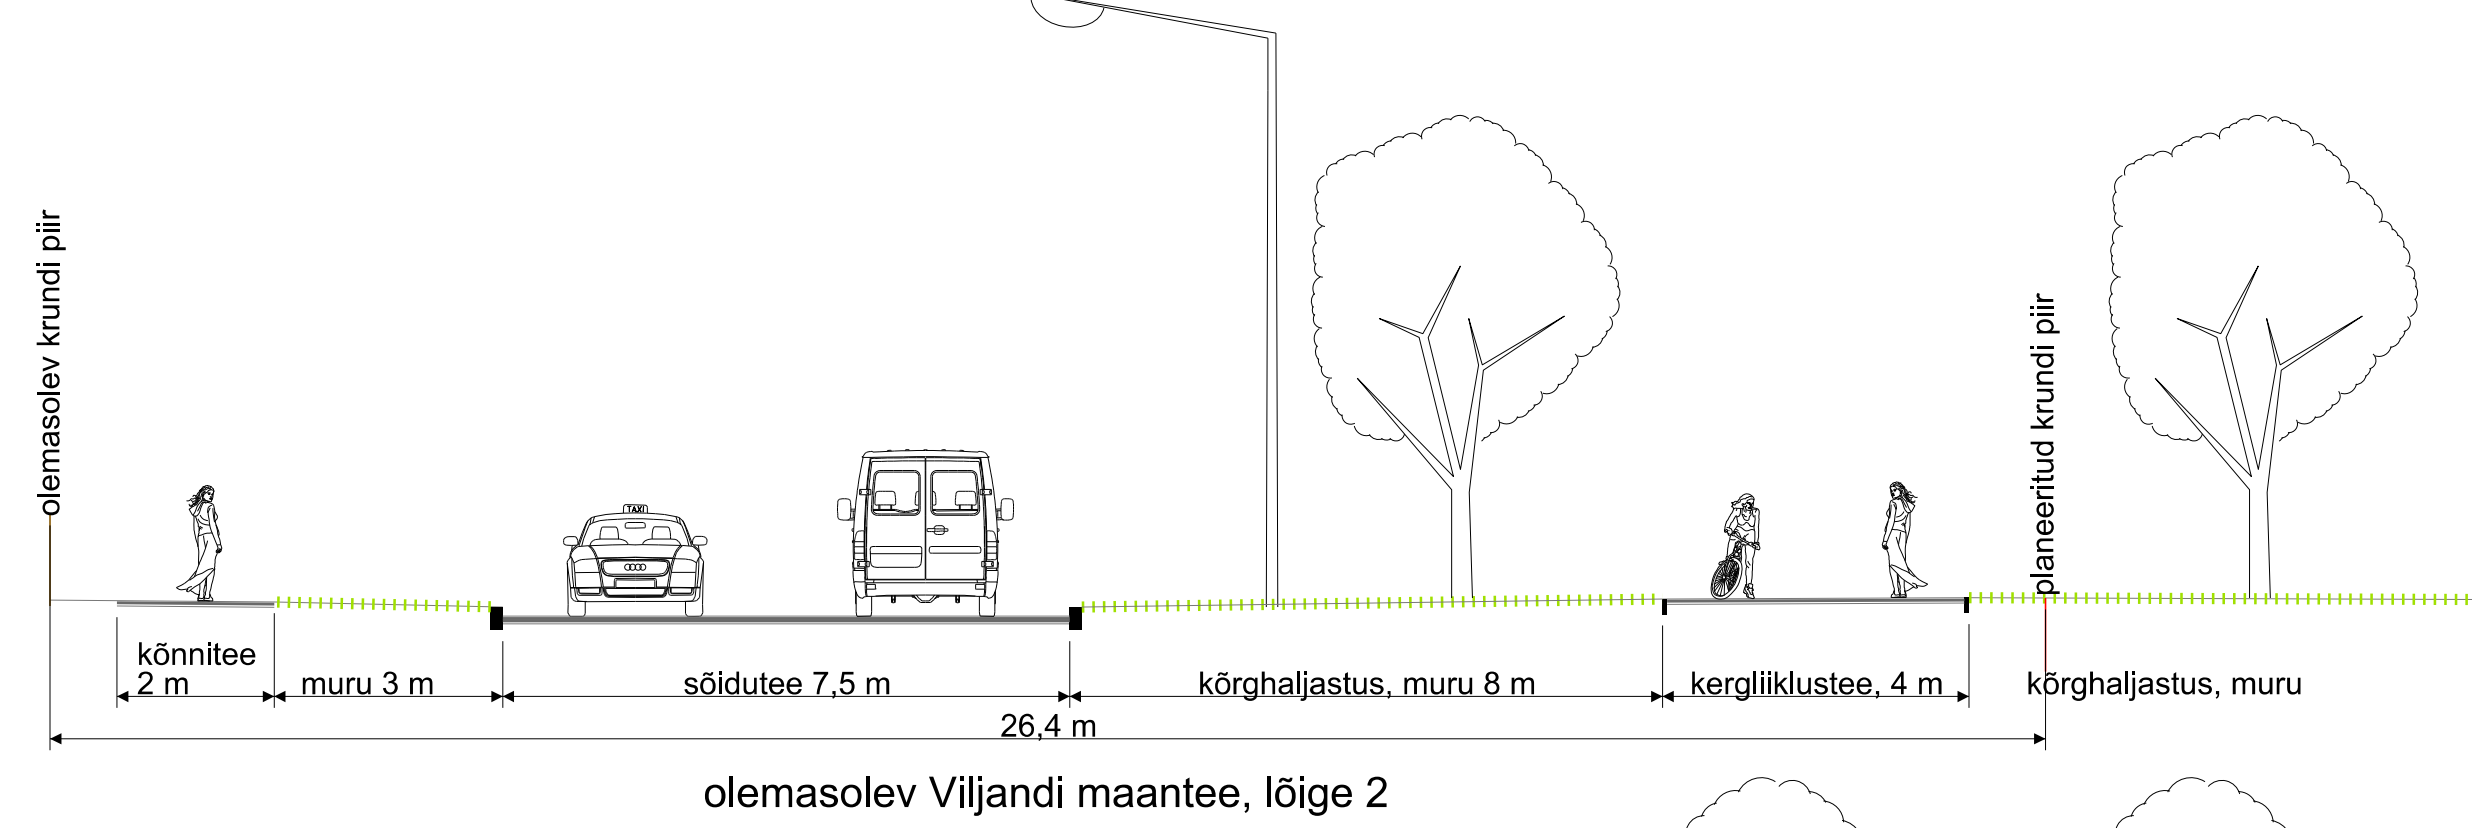 olemasolev krundi piir
planeeritud krundi piir
TAXI
kõnnitee
2 m
muru 3 m
sõidutee 7,5 m
kõrghaljastus, muru 8 m
kergliiklustee, 4 m
kõrghaljastus, muru
26,4 m
olemasolev Viljandi maantee, lõige 2